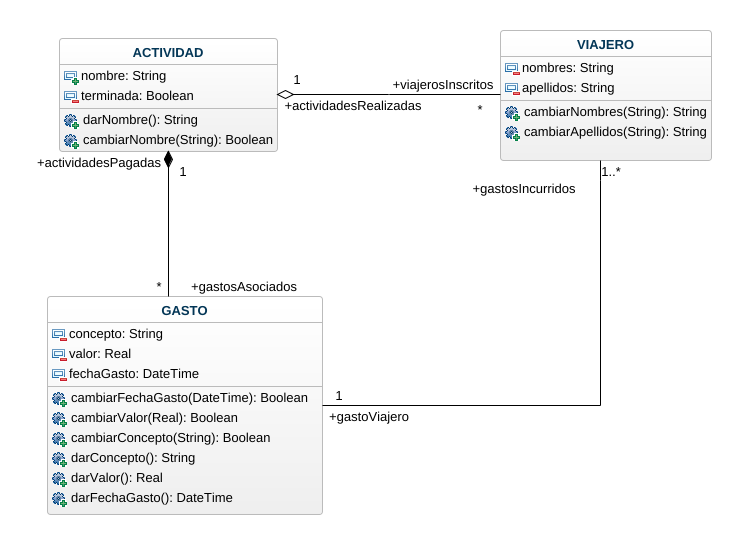 ACTIVIDAD
nombre: String
terminada: Boolean
darNombre(): String
cambiarNombre(String): Boolean
VIAJERO
nombres: String
apellidos: String
cambiarNombres(String): String
cambiarApellidos(String): String
1
+viajerosInscritos
+actividadesRealizadas
*
+actividadesPagadas
1
1..*
+gastosIncurridos
*
+gastosAsociados
GASTO
concepto: String
valor: Real
fechaGasto: DateTime
cambiarFechaGasto(DateTime): Boolean
cambiarValor(Real): Boolean
cambiarConcepto(String): Boolean
darConcepto(): String
darValor(): Real
darFechaGasto(): DateTime
1
+gastoViajero